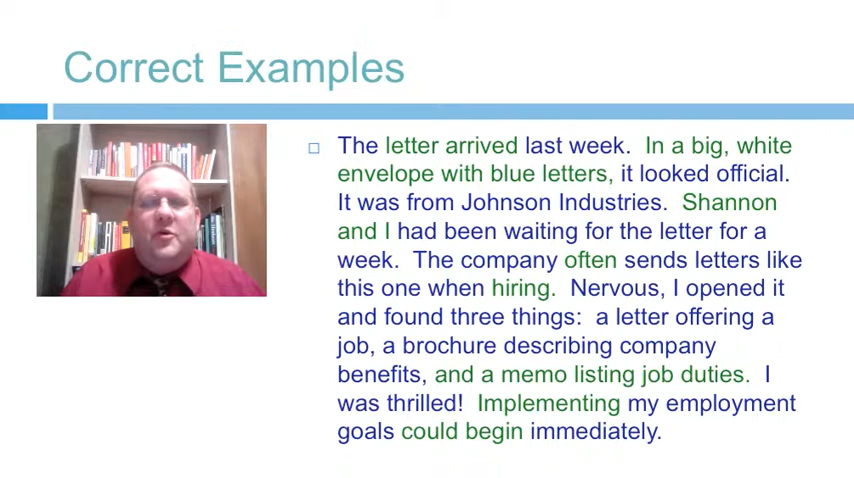 Correct Examples
The letter arrived last week.  In a big, white
envelope with blue letters, it looked official.
It was from Johnson Industries.  Shannon
and I had been waiting for the letter for a
week.  The company often sends letters like
this one when hiring.  Nervous, I opened it
and found three things:  a letter offering a
job, a brochure describing company
benefits, and a memo listing job duties.  I
was thrilled!  Implementing my employment
goals could begin immediately.